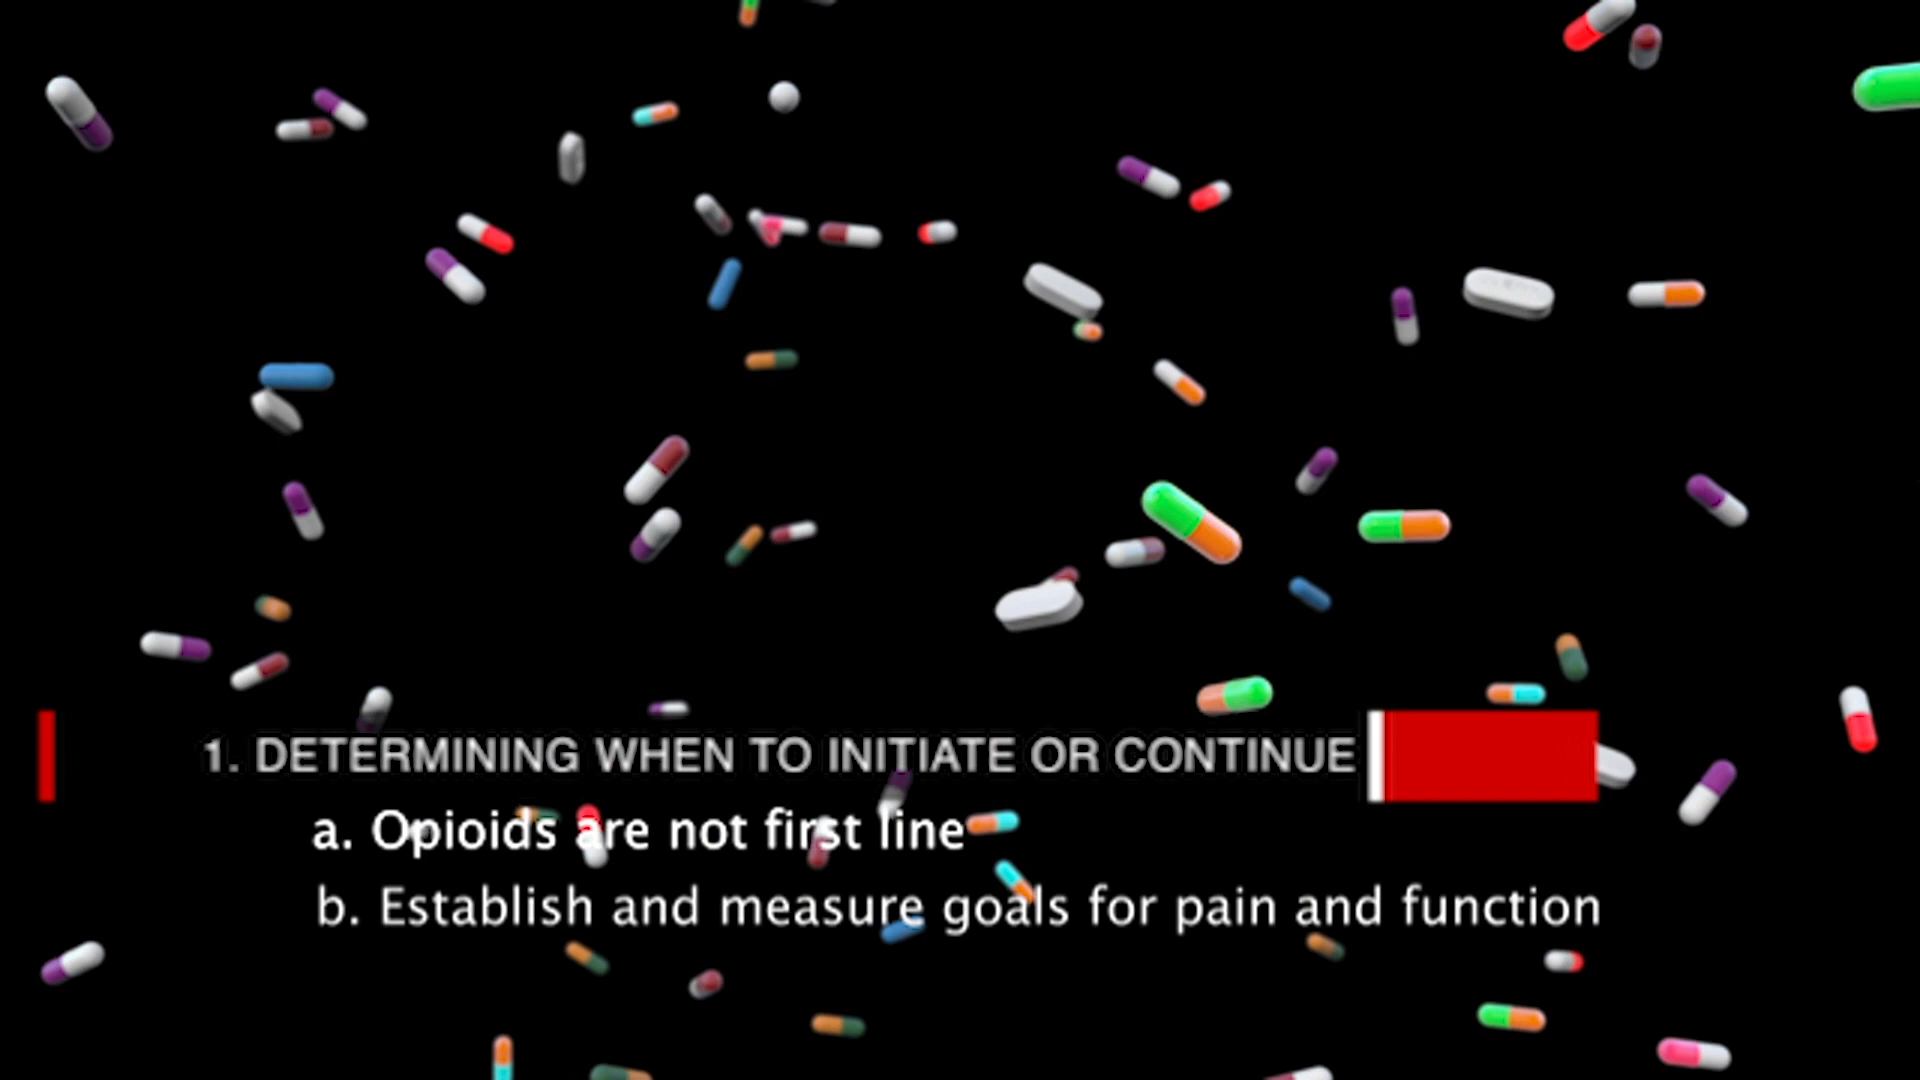 1. DETERMINING WHEN TO INITIATE OR CONTINUE
a. Opioids are not first line
b. Establish and measure goals for pain and function